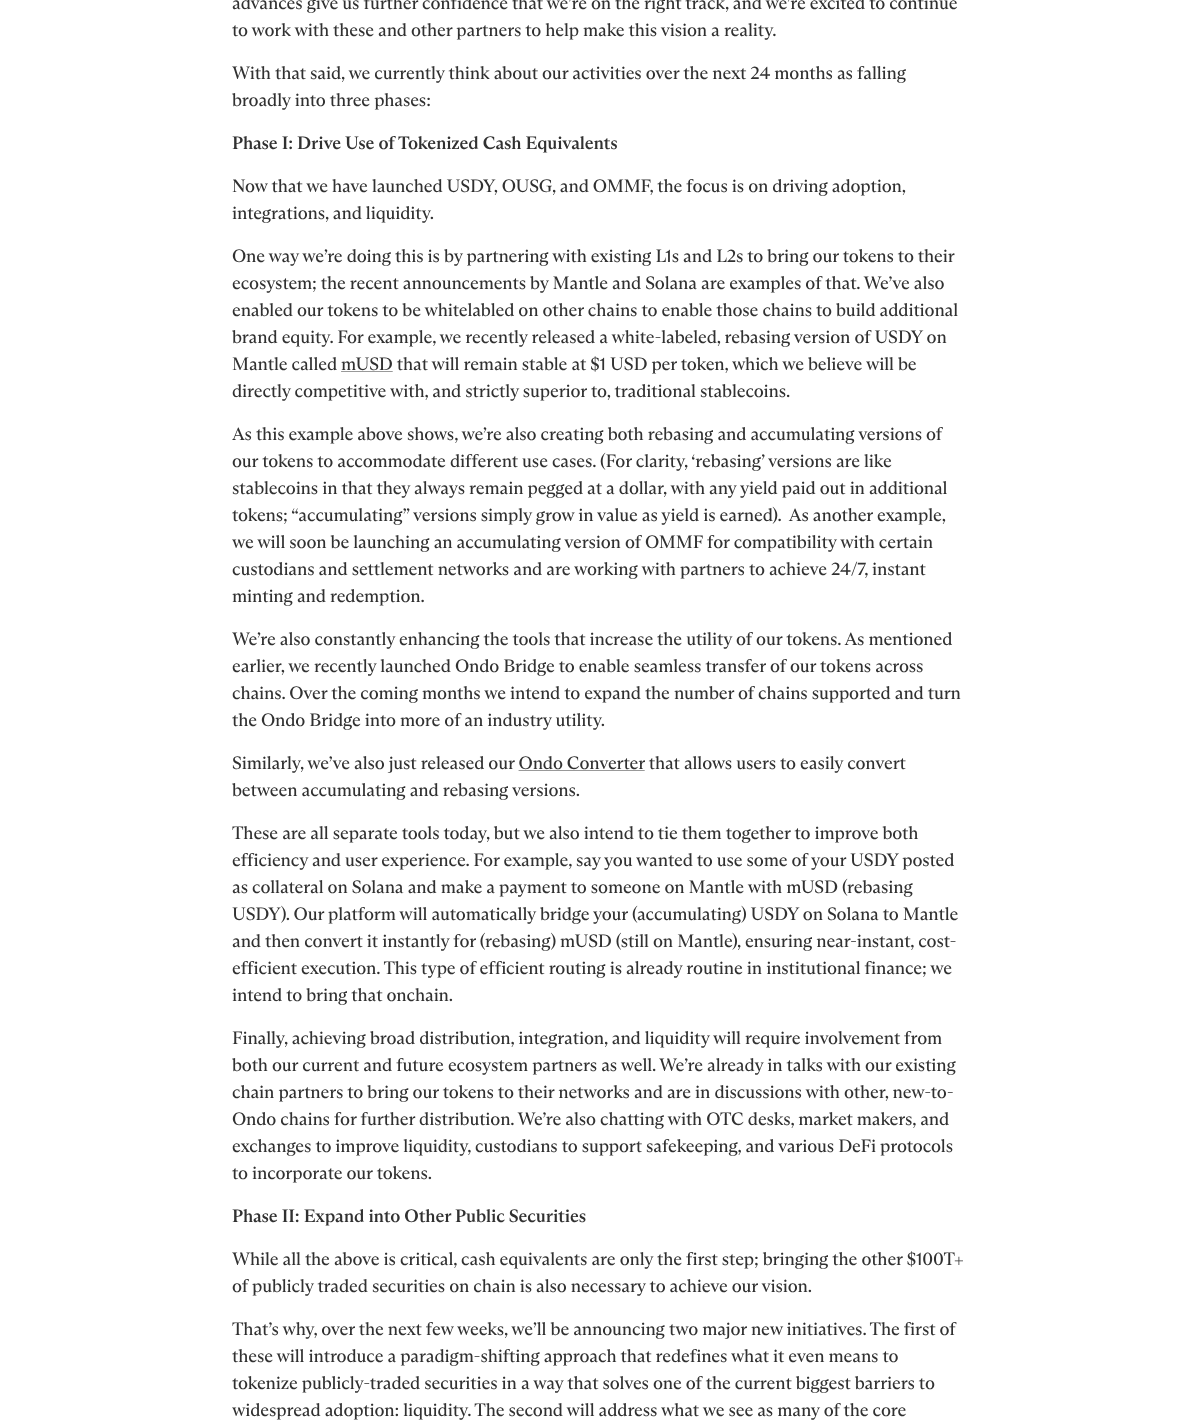 advances give us further confidence that we're on the right track, and we're excited to continue
to work with these and other partners to help make this vision a reality.
With that said, we currently think about our activities over the next 24 months as falling
broadly into three phases:
Phase I: Drive Use of Tokenized Cash Equivalents
Now that we have launched USDY, OUSG, and OMMF, the focus is on driving adoption,
integrations, and liquidity.
One way we’re doing this is by partnering with existing L1s and L2s to bring our tokens to their
ecosystem; the recent announcements by Mantle and Solana are examples of that. We’ve also
enabled our tokens to be whitelabled on other chains to enable those chains to build additional
brand equity. For example, we recently released a white-labeled, rebasing version of USDY on
Mantle called mUSD that will remain stable at $1 USD per token, which we believe will be
directly competitive with, and strictly superior to, traditional stablecoins.
As this example above shows, we’re also creating both rebasing and accumulating versions of
our tokens to accommodate different use cases. (For clarity, ‘rebasing’ versions are like
stablecoins in that they always remain pegged at a dollar, with any yield paid out in additional
tokens; “accumulating” versions simply grow in value as yield is earned).  As another example,
we will soon be launching an accumulating version of OMMF for compatibility with certain
custodians and settlement networks and are working with partners to achieve 24/7, instant
minting and redemption.
We’re also constantly enhancing the tools that increase the utility of our tokens. As mentioned
earlier, we recently launched Ondo Bridge to enable seamless transfer of our tokens across
chains. Over the coming months we intend to expand the number of chains supported and turn
the Ondo Bridge into more of an industry utility.
Similarly, we’ve also just released our Ondo Converter that allows users to easily convert
between accumulating and rebasing versions.
These are all separate tools today, but we also intend to tie them together to improve both
efficiency and user experience. For example, say you wanted to use some of your USDY posted
as collateral on Solana and make a payment to someone on Mantle with mUSD (rebasing
USDY). Our platform will automatically bridge your (accumulating) USDY on Solana to Mantle
and then convert it instantly for (rebasing) mUSD (still on Mantle), ensuring near-instant, cost-
efficient execution. This type of efficient routing is already routine in institutional finance; we
intend to bring that onchain.
Finally, achieving broad distribution, integration, and liquidity will require involvement from
both our current and future ecosystem partners as well. We’re already in talks with our existing
chain partners to bring our tokens to their networks and are in discussions with other, new-to-
Ondo chains for further distribution. We’re also chatting with OTC desks, market makers, and
exchanges to improve liquidity, custodians to support safekeeping, and various DeFi protocols
to incorporate our tokens.
Phase II: Expand into Other Public Securities
While all the above is critical, cash equivalents are only the first step; bringing the other $100T+
of publicly traded securities on chain is also necessary to achieve our vision.
That’s why, over the next few weeks, we’ll be announcing two major new initiatives. The first of
these will introduce a paradigm-shifting approach that redefines what it even means to
tokenize publicly-traded securities in a way that solves one of the current biggest barriers to
widespread adoption: liquidity. The second will address what we see as many of the core